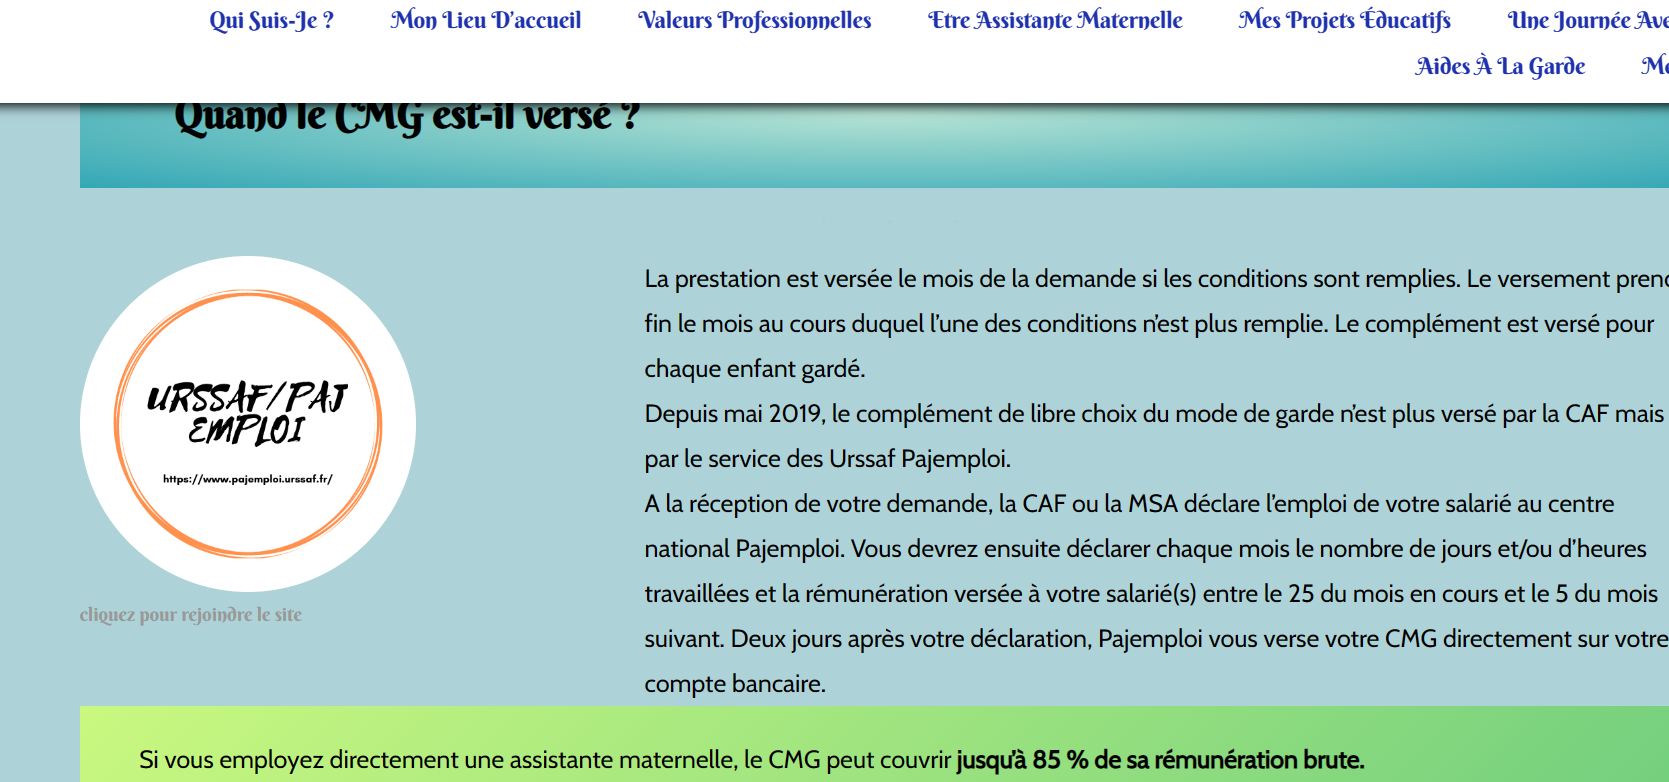 Qui Suis-Je ? Mon Lieu D'accueil Valeurs Professionnelles Etre Assistante Maternelle Mes Projets Éducatifs Une Journée
Aides À La Garde
Quand le CMG est-il versé ?
La prestation est versée le mois de la demande si les conditions sont remplies. Le versement prend
fin le mois au cours duquel l'une des conditions n'est plus remplie. Le complément est versé pour
chaque enfant gardé.
Depuis mai 2019, le complément de libre choix du mode de garde n'est plus versé par la CAF mais
par le service des Urssaf Pajemploi.
A la réception de votre demande, la CAF ou la MSA déclare l'emploi de votre salarié au centre
national Pajemploi. Vous devrez ensuite déclarer chaque mois le nombre de jours et/ou d'heures
travaillées et la rémunération versée à votre salarié(s) entre le 25 du mois en cours et le 5 du mois
suivant. Deux jours après votre déclaration, Pajemploi vous verse votre CMG directement sur votre
compte bancaire.
URSSAF/PAJ
EMPLOI
https://www.pajemploi.urssaf.fr/
cliquez pour rejoindre le site
Si vous employez directement une assistante maternelle, le CMG peut couvrir jusqu'à 85 % de sa rémunération brute.